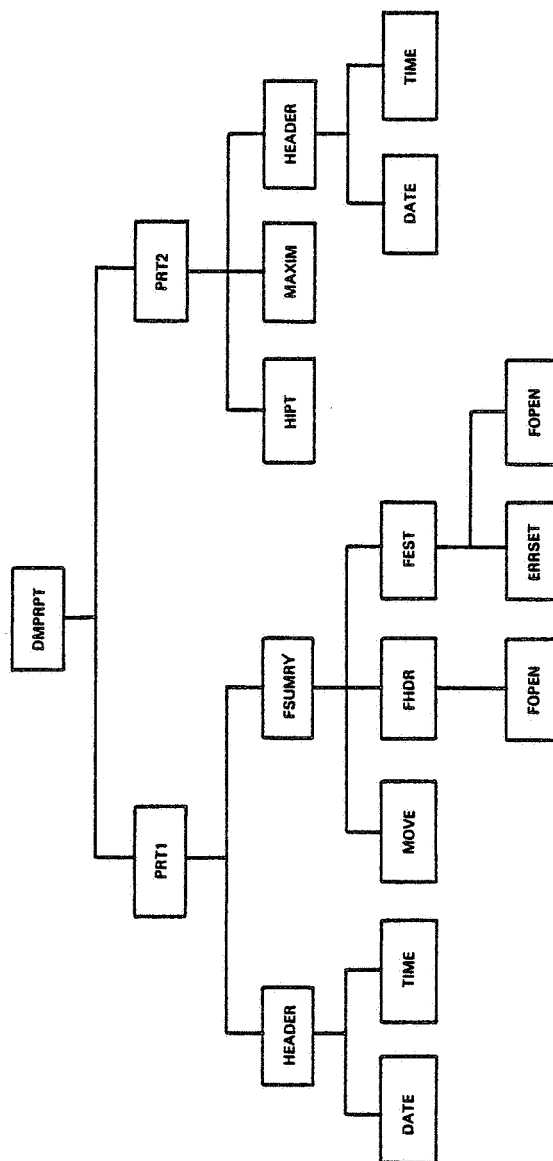 DMPRPT
PRT1
PRT2
HEADER
FSUMRY
HIPT
MAXIM
HEADER
DATE
TIME
MOVE
FHDR
FEST
DATE
TIME
FOPEN
ERRSET
FOPEN